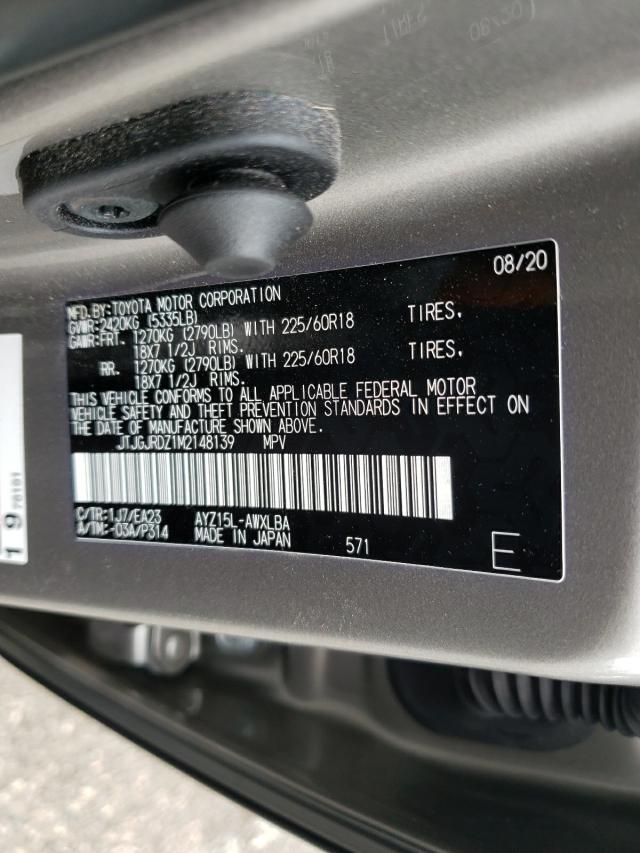 08/20
MFD.BY:TOYOTA MOTOR CORPORATION
GVWR:2420KG (5335LB)
GAWR:FRT. 1270KG (2790LB) WITH 225/60R18 TIRES,
18X7 1/2J RIMS.
RR. 1270KG (2790LB) WITH 225/60R18 TIRES,
18X7 1/2J RIMS.
THIS VEHICLE CONFORMS TO ALL APPLICABLE FEDERAL MOTOR
VEHICLE SAFETY AND THEFT PREVENTION STANDARDS IN EFFECT ON
THE DATE OF MANUFACTURE SHOWN ABOVE.
JTJGJRDZ1M2148139 MPV
C/TR:1J7/EA23 AYZ15L-AWXLBA
A/TM:-03A/P314 MADE IN JAPAN 571
E